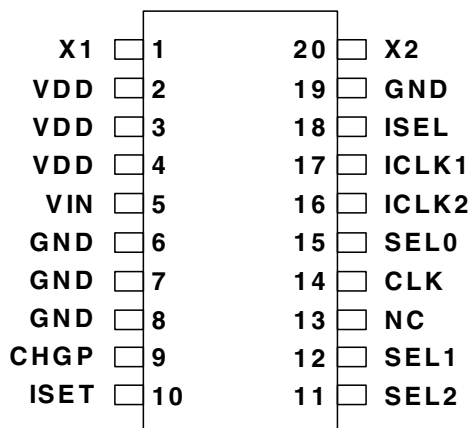 X1 1 20 X2
VDD 2 19 GND
VDD 3 18 ISEL
VDD 4 17 ICLK1
VIN 5 16 ICLK2
GND 6 15 SEL0
GND 7 14 CLK
GND 8 13 NC
CHGP 9 12 SEL1
ISET 10 11 SEL2